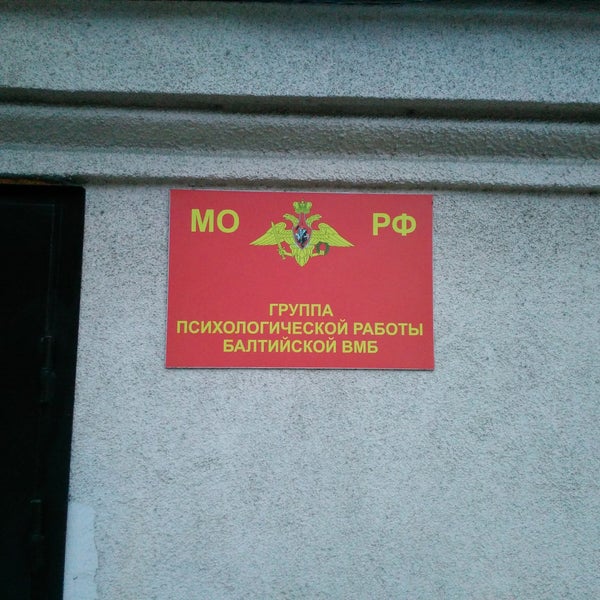 МО РФ
ГРУППА
ПСИХОЛОГИЧЕСКОЙ РАБОТЫ
БАЛТИЙСКОЙ ВМБ